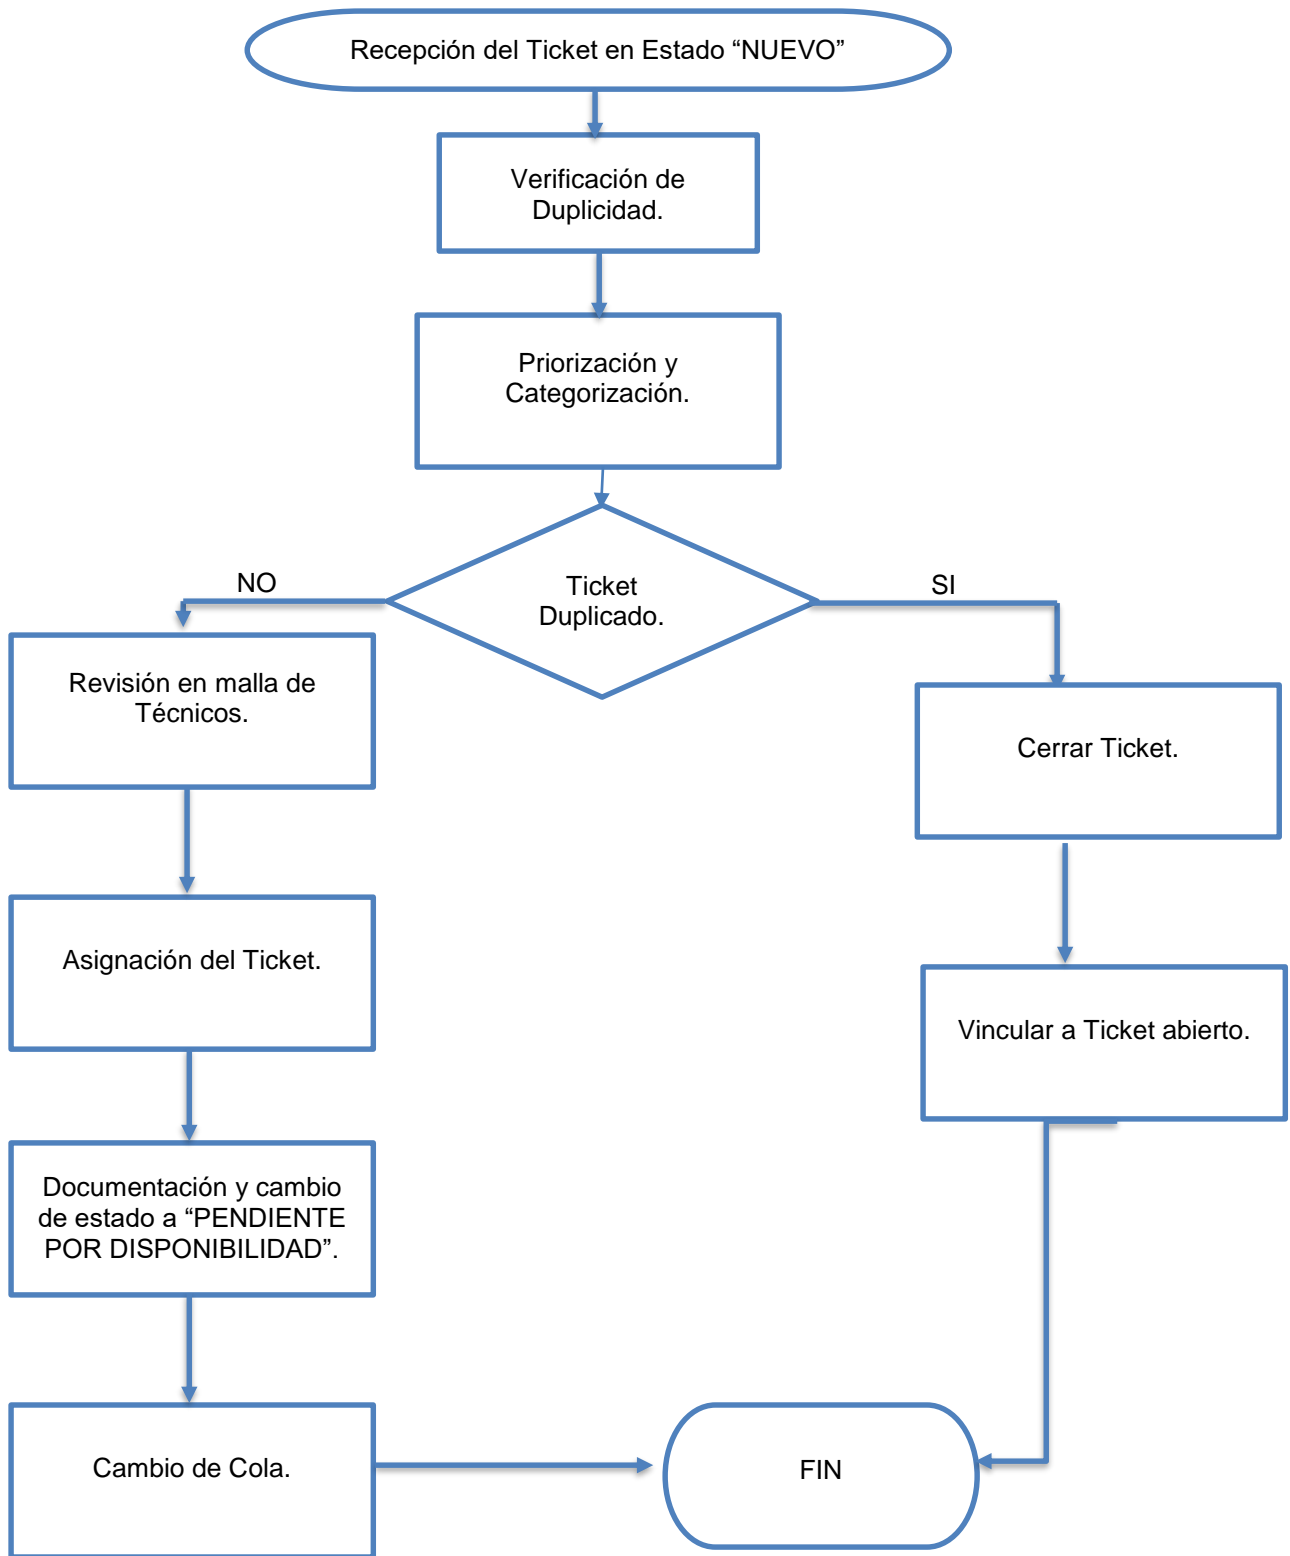 Recepción del Ticket en Estado “NUEVO”
Verificación de
Duplicidad.
Priorización y
Categorización.
Ticket
Duplicado.
NO
SI
Revisión en malla de
Técnicos.
Cerrar Ticket.
Asignación del Ticket.
Vincular a Ticket abierto.
Documentación y cambio
de estado a “PENDIENTE
POR DISPONIBILIDAD”.
Cambio de Cola.
FIN